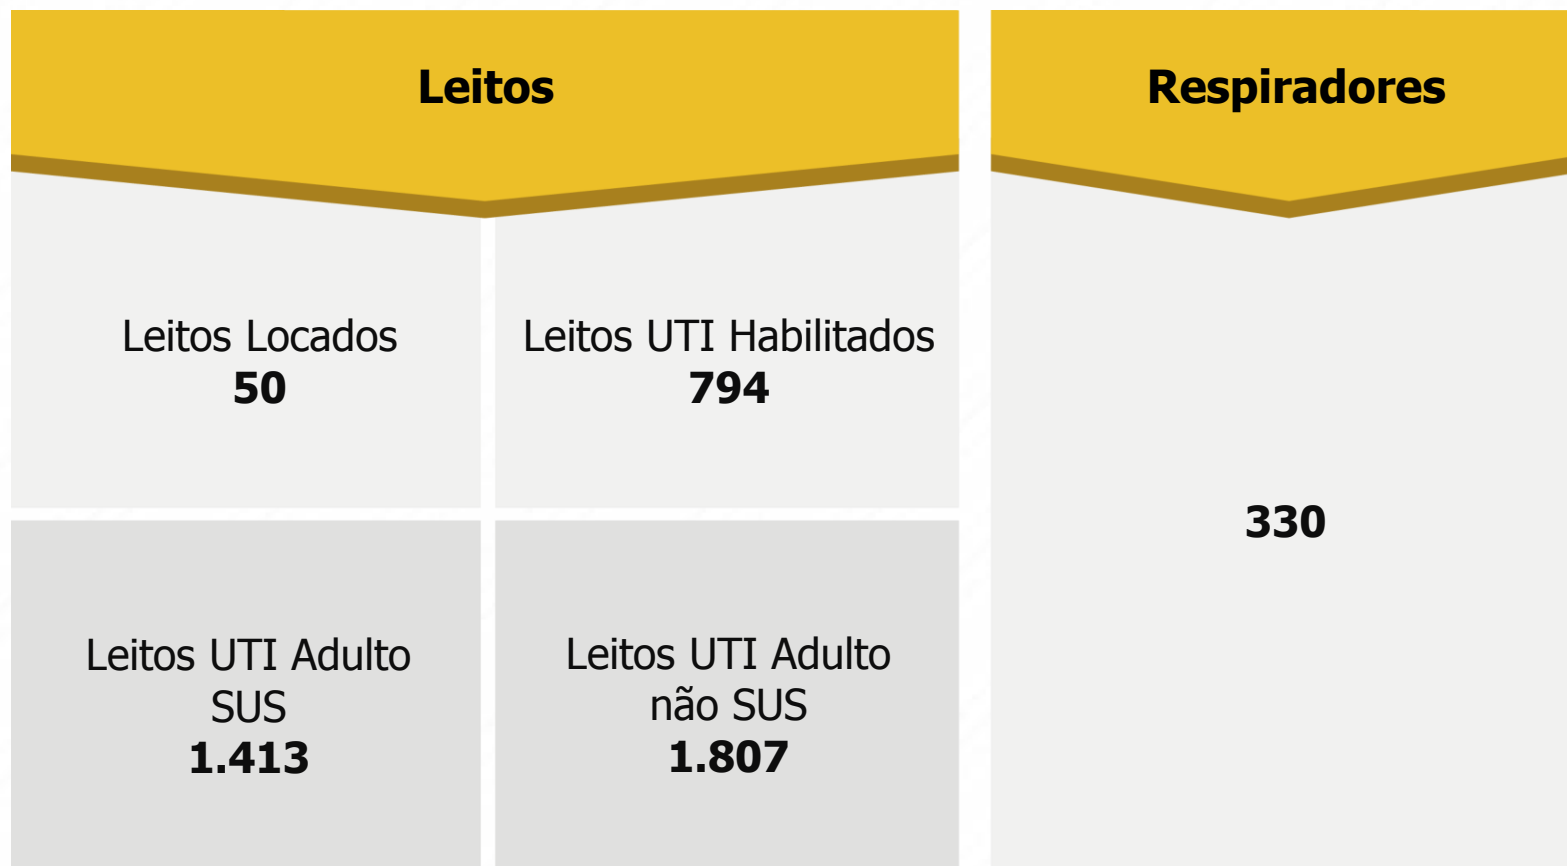 Leitos
Leitos Locados
50
Leitos UTI Habilitados
794
Leitos UTI Adulto
SUS
1.413
Leitos UTI Adulto
não SUS
1.807
Respiradores
330